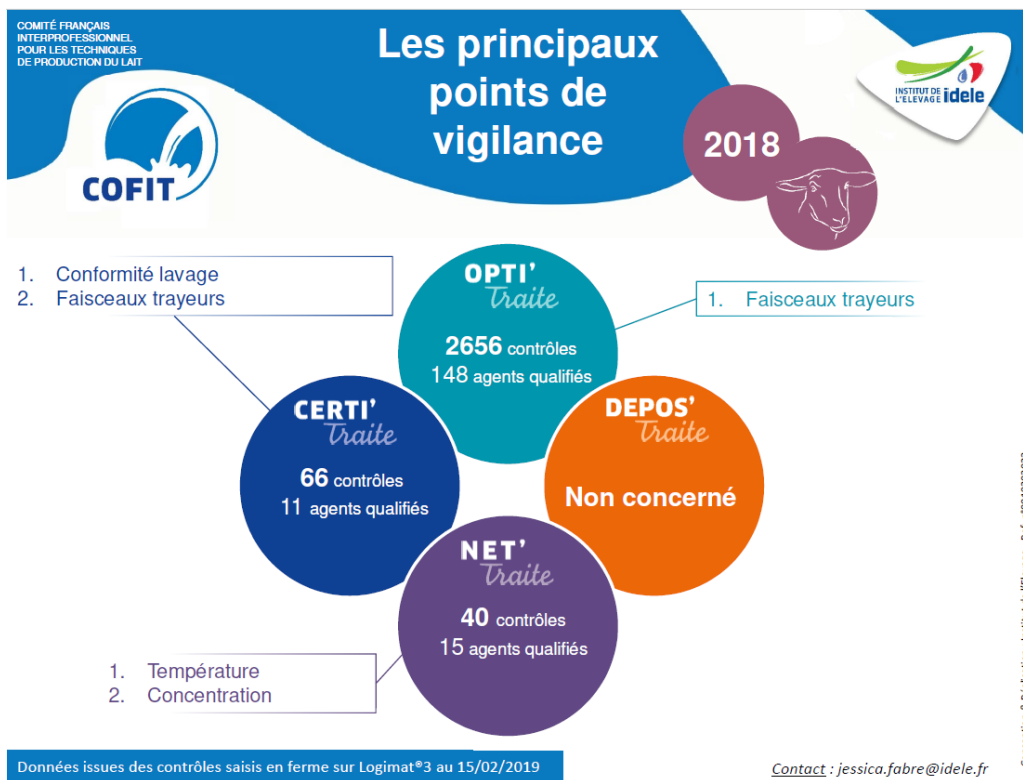 COMITÉ FRANÇAIS
INTERPROFESSIONNEL
POUR LES TECHNIQUES
DE PRODUCTION DU LAIT
COFIT
Les principaux
points de
vigilance
2018
INSTITUT DE
L'ELEVAGE idele
1. Conformité lavage
2. Faisceaux trayeurs
OPTI'
Traite
2656 contrôles
148 agents qualifiés
1. Faisceaux trayeurs
CERTI'
Traite
66 contrôles
11 agents qualifiés
DEPOS'
Traite
Non concerné
NET'
Traite
40 contrôles
15 agents qualifiés
1. Température
2. Concentration
Données issues des contrôles saisis en ferme sur Logimat®3 au 15/02/2019
Contact : jessica.fabre@idele.fr